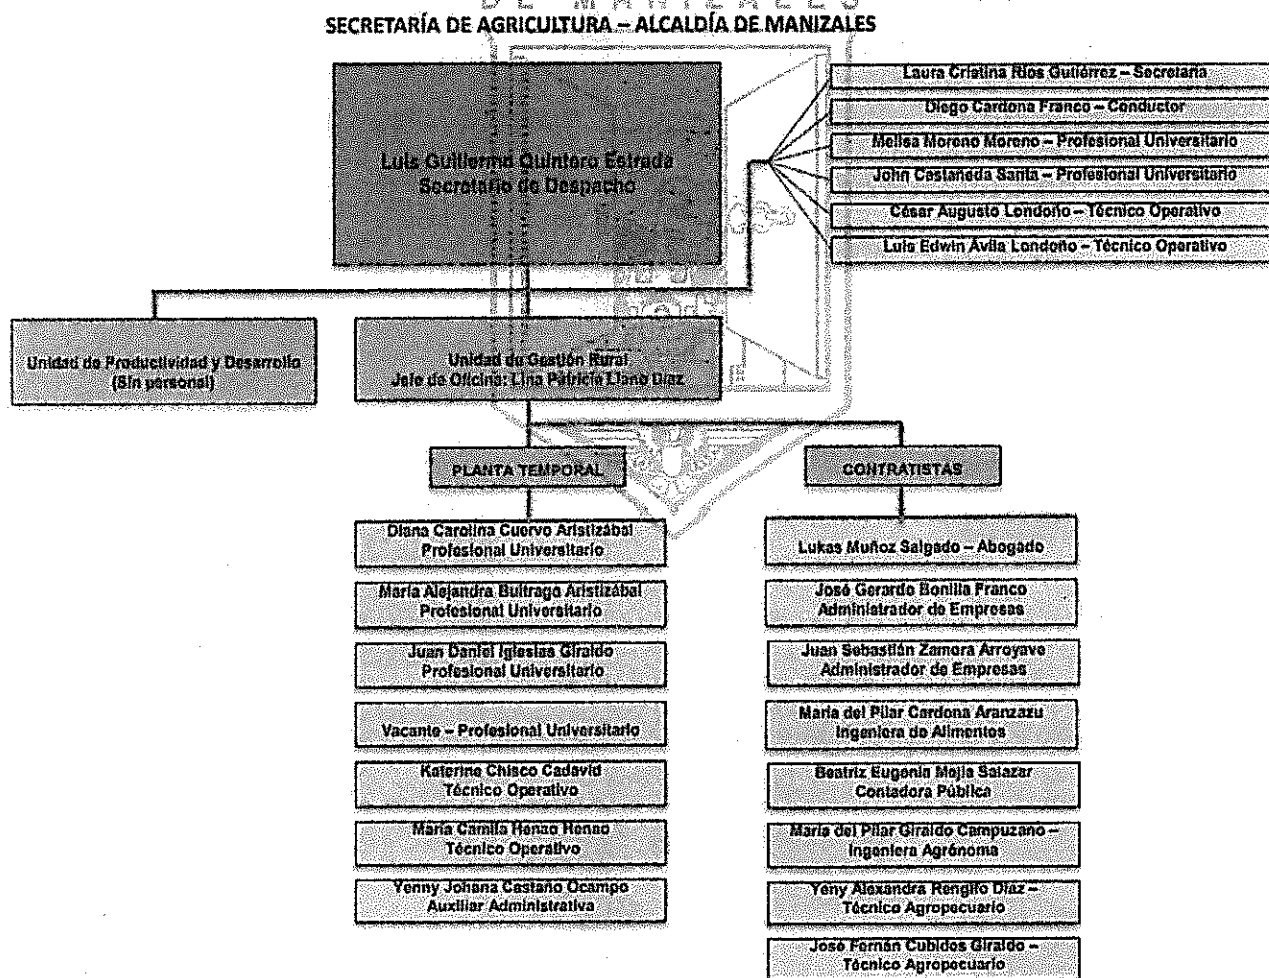 DE MANIZALES
SECRETARÍA DE AGRICULTURA – ALCALDÍA DE MANIZALES
Luis Guillermo Quintero Estrada
Secretario de Despacho
Laura Cristina Ríos Gutiérrez – Secretaria
Diego Cardona Franco – Conductor
Melisa Moreno Moreno – Profesional Universitario
John Castañeda Santa – Profesional Universitario
César Augusto Londoño – Técnico Operativo
Luis Edwin Ávila Londoño – Técnico Operativo
Unidad de Productividad y Desarrollo
(Sin personal)
Unidad de Gestión Rural
Jefe de Oficina: Lina Patricia Llano Díaz
PLANTA TEMPORAL
Diana Carolina Cuervo Aristizábal
Profesional Universitario
María Alejandra Buitrago Aristizábal
Profesional Universitario
Juan Daniel Iglesias Giraldo
Profesional Universitario
Vacante – Profesional Universitario
Katerine Chisco Cadavid
Técnico Operativo
María Camila Henao Henao
Técnico Operativo
Yenny Johana Castaño Ocampo
Auxiliar Administrativa
CONTRATISTAS
Lukas Muñoz Salgado – Abogado
José Gerardo Bonilla Franco
Administrador de Empresas
Juan Sebastián Zamora Arroyave
Administrador de Empresas
María del Pilar Cardona Aranzazu
Ingeniera de Alimentos
Beatriz Eugenia Mejía Salazar
Contadora Pública
María del Pilar Giraldo Campuzano –
Ingeniera Agrónoma
Yeny Alexandra Rengifo Díaz –
Técnico Agropecuario
José Fernán Cubidos Giraldo –
Técnico Agropecuario